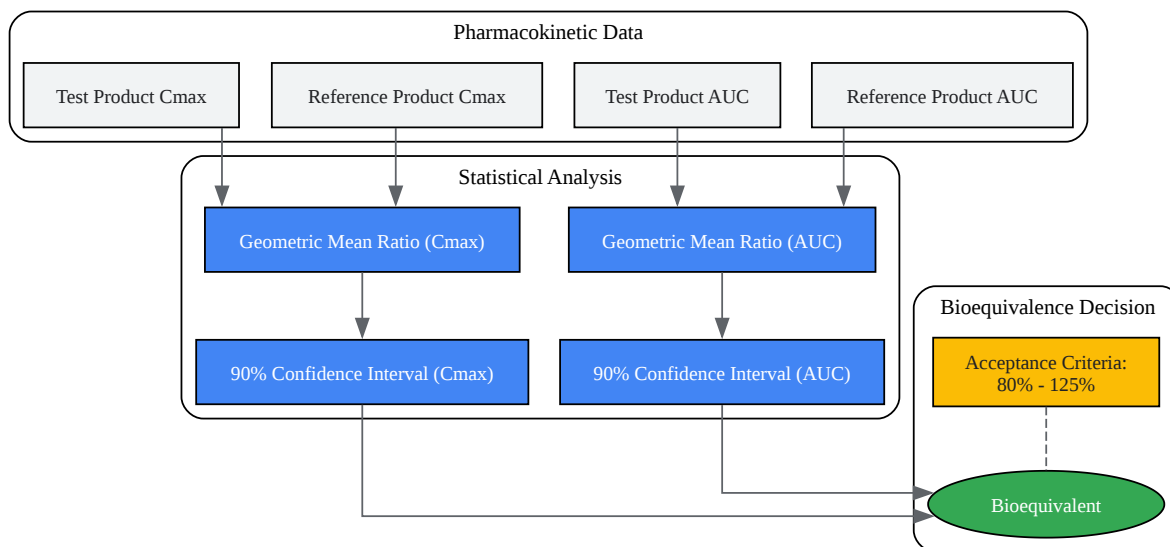 Pharmacokinetic Data
Test Product Cmax
Reference Product Cmax
Test Product AUC
Reference Product AUC
Statistical Analysis
Geometric Mean Ratio (Cmax)
Geometric Mean Ratio (AUC)
90% Confidence Interval (Cmax)
90% Confidence Interval (AUC)
Bioequivalence Decision
Acceptance Criteria:
80% - 125%
Bioequivalent